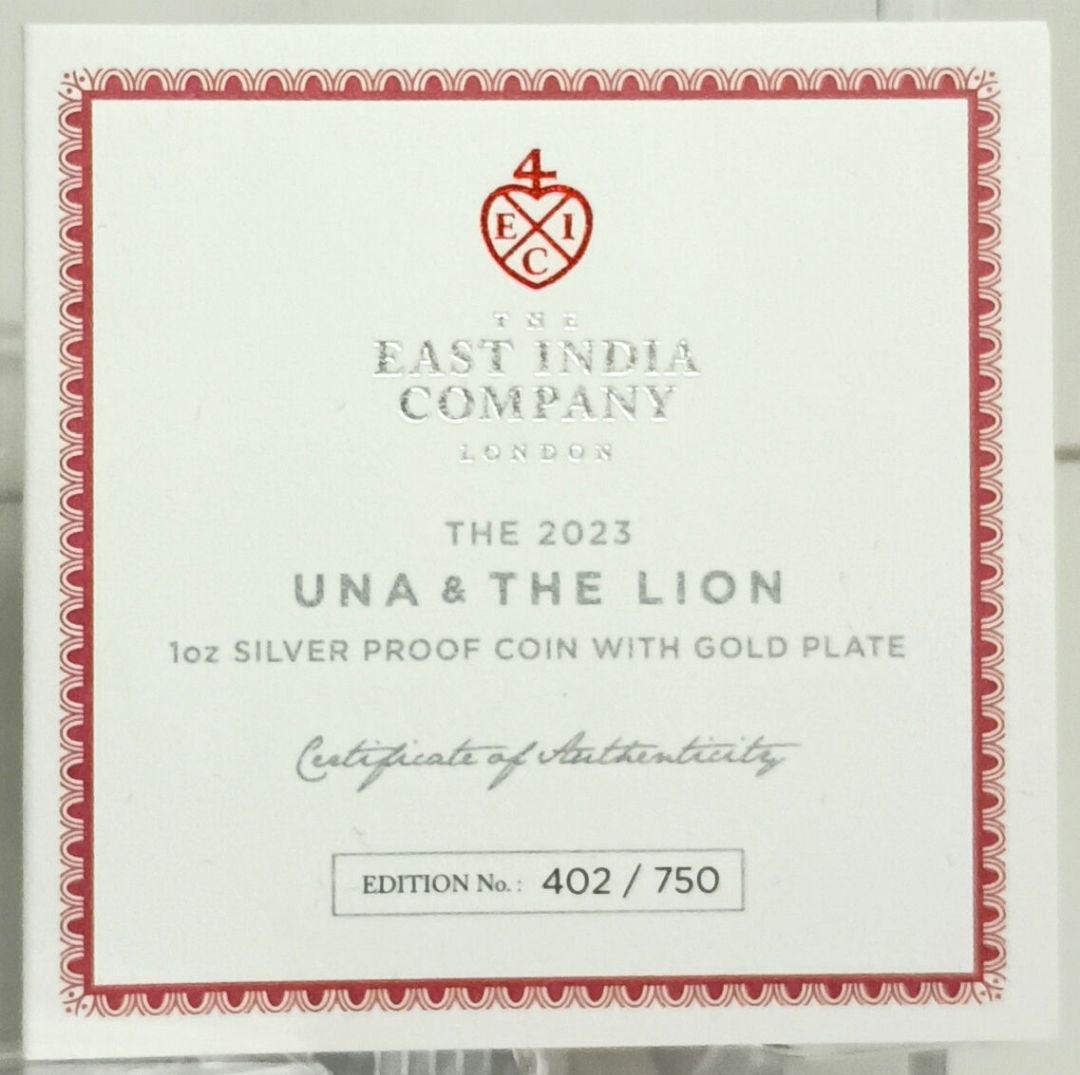 4
E I
C
THE
EAST INDIA
COMPANY
LONDON
THE 2023
UNA & THE LION
1oz SILVER PROOF COIN WITH GOLD PLATE
Certificate of Authenticity
EDITION No.: 402 / 750